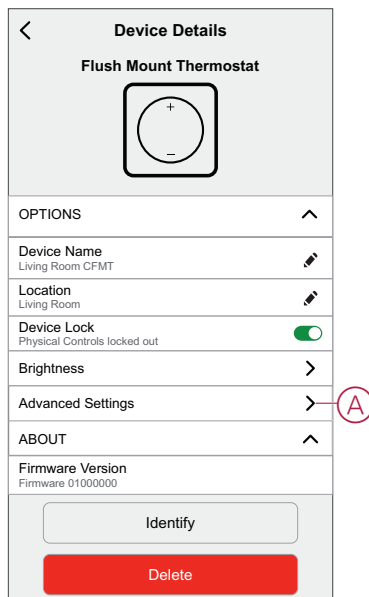 Device Details
Flush Mount Thermostat
+
–
OPTIONS
Device Name
Living Room CFMT
Location
Living Room
Device Lock
Physical Controls locked out
Brightness
Advanced Settings
A
ABOUT
Firmware Version
Firmware 01000000
Identify
Delete